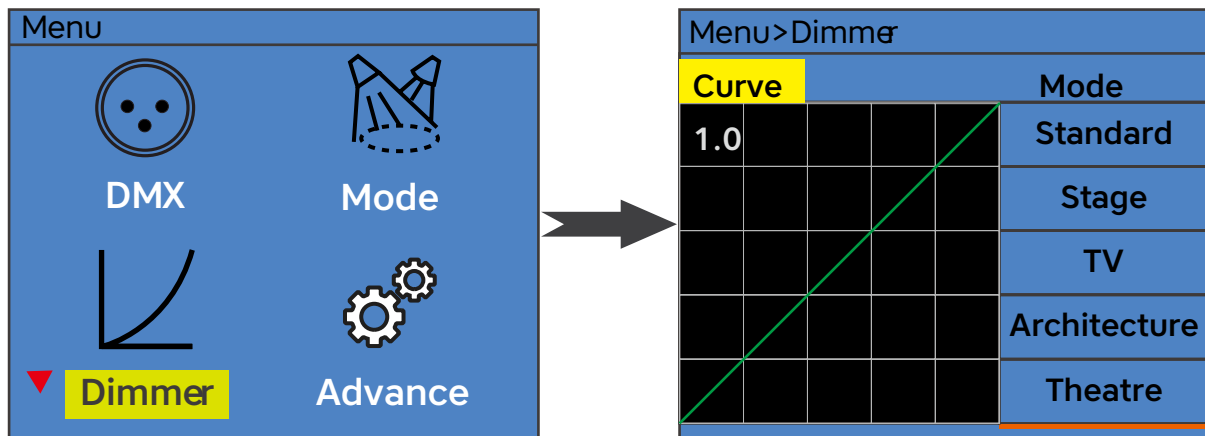 Menu
DMX
Mode
Dimmer
Advance
Menu>Dimmer
Curve
Mode
1.0
Standard
Stage
TV
Architecture
Theatre